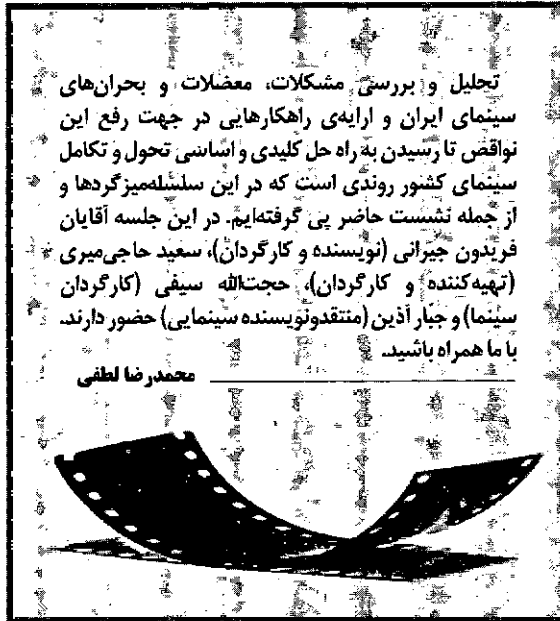 تحلیل و بررسی مشکلات، معضلات و بحران‌های
سینمای ایران و ارایه‌ی راهکارهایی در جهت رفع این
نواقص تا رسیدن به راه حل کلیدی و اساسی تحول و تکامل
سینمای کشور روندی است که در این سلسله‌میزگردها و
از جمله نشست حاضر پی گرفته‌ایم. در این جلسه آقایان
فریدون جیرانی (نویسنده و کارگردان)، سعید حاجی‌میری
(تهیه‌کننده و کارگردان)، حجت‌الله سیفی (کارگردان
سینما) و جبار آذین (منتقدونویسنده سینمایی) حضور دارند.
با ما همراه باشید.
محمدرضا لطفی